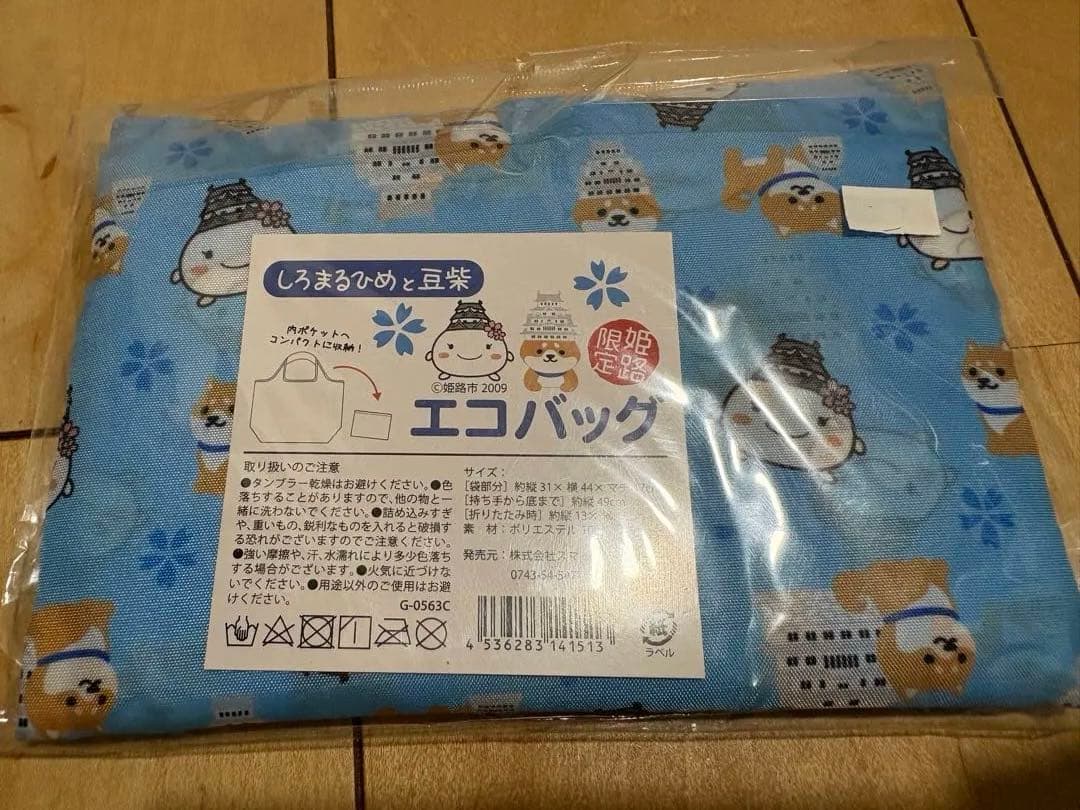 しろまるひめと豆柴
内ポケットへ
コンパクトに収納!
姫路
限定
©姫路市 2009
エコバッグ
取り扱いのご注意
●タンブラー乾燥はお避けください。●色
落ちすることがありますので、他の物と一
緒に洗わないでください。●詰め込みすぎ
や、重いもの、鋭利なものを入れると破損す
る恐れがございますのでご注意ください。
●強い摩擦や、汗、水濡れにより多少色落ち
する場合がございます。●火気に近づけな
いでください。●用途以外のご使用はお避
けください。
G-0563C
サイズ:
[袋部分]約縦31×横44×マチ
[持ち手から底まで]約縦49cm
[折りたたみ時]約縦13×
素 材:ポリエステル
発売元:株式会社スマ
0743-54-5
4 536283 141513
紙
ラベル